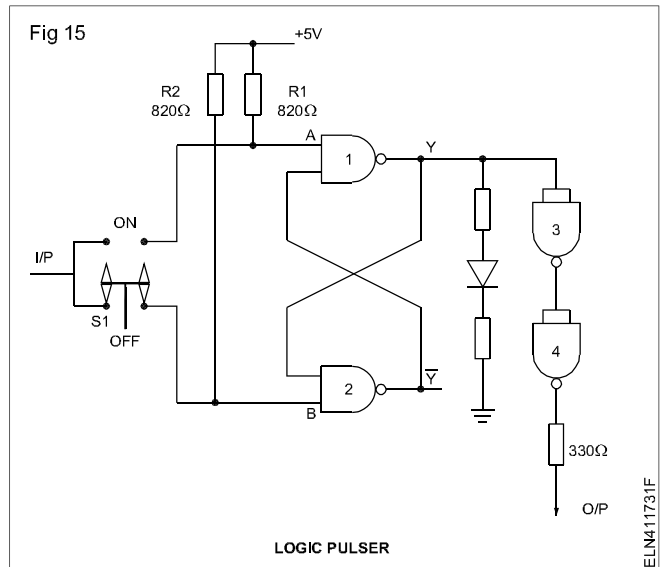 Fig 15
+5V
R2
820Ω
R1
820Ω
A
1
Y
ON
I/P
S1
OFF
3
4
2
Y̅
B
330Ω
O/P
LOGIC PULSER
ELN411731F